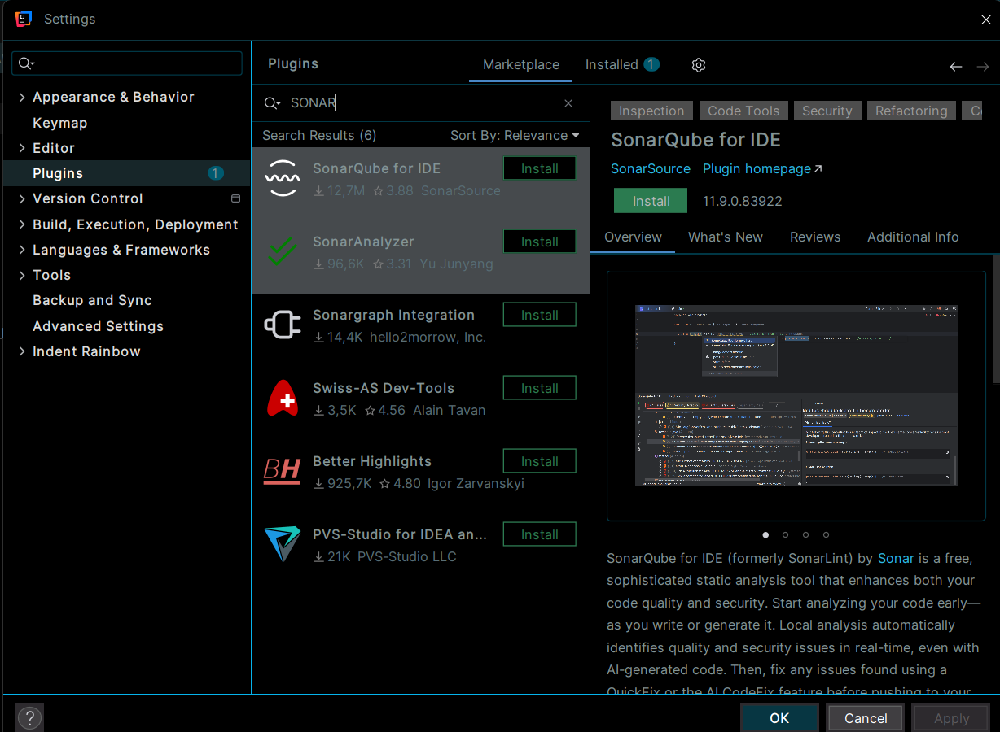 Settings
Plugins
Marketplace
Installed 1
Appearance & Behavior
Keymap
Editor
Plugins 1
Version Control
Build, Execution, Deployment
Languages & Frameworks
Tools
Backup and Sync
Advanced Settings
Indent Rainbow
SONAR
Search Results (6) Sort By: Relevance
SonarQube for IDE Install
12,7M 3.88 SonarSource
SonarAnalyzer Install
96,6K 3.31 Yu Junyang
Sonargraph Integration Install
14,4K hello2morrow, Inc.
Swiss-AS Dev-Tools Install
3,5K 4.56 Alain Tavan
BH
Better Highlights Install
925,7K 4.80 Igor Zarvanskyi
PVS-Studio for IDEA an... Install
21K PVS-Studio LLC
Inspection Code Tools Security Refactoring
SonarQube for IDE
SonarSource Plugin homepage
Install 11.9.0.83922
Overview What's New Reviews Additional Info
SonarQube for IDE (formerly SonarLint) by Sonar is a free,
sophisticated static analysis tool that enhances both your
code quality and security. Start analyzing your code early—
as you write or generate it. Local analysis automatically
identifies quality and security issues in real-time, even with
AI-generated code. Then, fix any issues found using a
QuickFix or the AI CodeFix feature before pushing to your
?
OK Cancel Apply